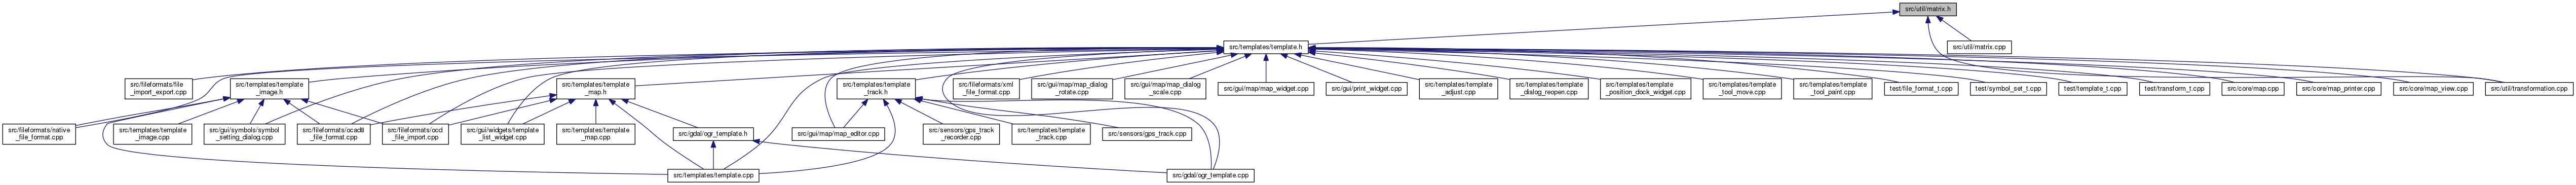 src/util/matrix.h
src/templates/template.h
src/util/matrix.cpp
src/fileformats/file
_import_export.cpp
src/templates/template
_image.h
src/templates/template
_map.h
src/templates/template
_track.h
src/fileformats/xml
_file_format.cpp
src/gui/map/map_dialog
_rotate.cpp
src/gui/map/map_dialog
_scale.cpp
src/gui/map/map_widget.cpp
src/gui/print_widget.cpp
src/templates/template
_adjust.cpp
src/templates/template
_dialog_reopen.cpp
src/templates/template
_position_dock_widget.cpp
src/templates/template
_tool_move.cpp
src/templates/template
_tool_paint.cpp
test/file_format_t.cpp
test/symbol_set_t.cpp
test/template_t.cpp
test/transform_t.cpp
src/core/map.cpp
src/core/map_printer.cpp
src/core/map_view.cpp
src/util/transformation.cpp
src/fileformats/native
_file_format.cpp
src/templates/template
_image.cpp
src/gui/symbols/symbol
_setting_dialog.cpp
src/fileformats/ocad8
_file_format.cpp
src/fileformats/ocd
_file_import.cpp
src/gui/widgets/template
_list_widget.cpp
src/templates/template
_map.cpp
src/gdal/ogr_template.h
src/gui/map/map_editor.cpp
src/sensors/gps_track
_recorder.cpp
src/templates/template
_track.cpp
src/sensors/gps_track.cpp
src/templates/template.cpp
src/gdal/ogr_template.cpp